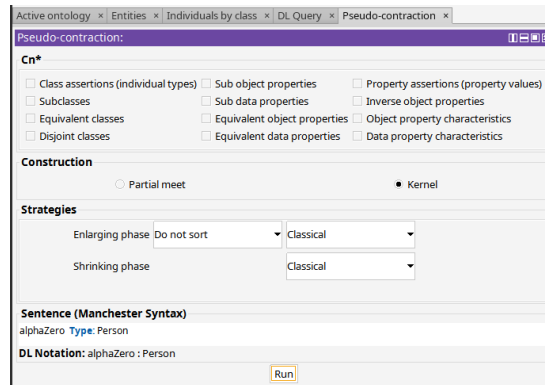 Active ontology × Entities × Individuals by class × DL Query × Pseudo-contraction ×
Pseudo-contraction:
Cn*
Class assertions (individual types) Sub object properties Property assertions (property values)
Subclasses Sub data properties Inverse object properties
Equivalent classes Equivalent object properties Object property characteristics
Disjoint classes Equivalent data properties Data property characteristics
Construction
Partial meet Kernel
Strategies
Enlarging phase Do not sort Classical
Shrinking phase Classical
Sentence (Manchester Syntax)
alphaZero Type: Person
DL Notation: alphaZero : Person
Run